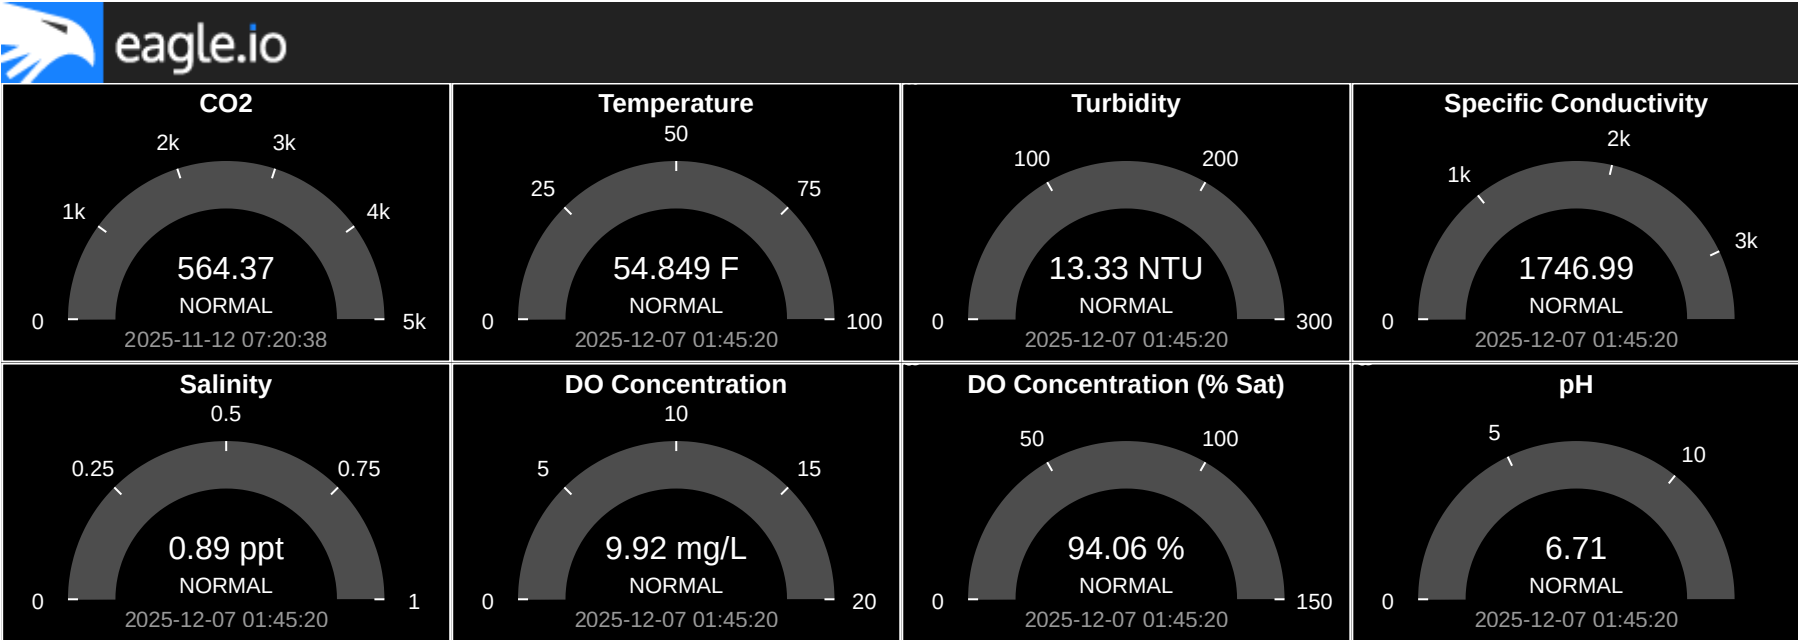 eagle.io
CO2
2k
3k
1k
4k
564.37
NORMAL
0
5k
2025-11-12 07:20:38
Temperature
50
25
75
54.849 F
NORMAL
0
100
2025-12-07 01:45:20
Turbidity
100
200
13.33 NTU
NORMAL
0
300
2025-12-07 01:45:20
Specific Conductivity
2k
1k
3k
1746.99
NORMAL
0
2025-12-07 01:45:20
Salinity
0.5
0.25
0.75
0.89 ppt
NORMAL
0
1
2025-12-07 01:45:20
DO Concentration
10
5
15
9.92 mg/L
NORMAL
0
20
2025-12-07 01:45:20
DO Concentration (% Sat)
50
100
94.06 %
NORMAL
0
150
2025-12-07 01:45:20
pH
5
10
6.71
NORMAL
0
2025-12-07 01:45:20